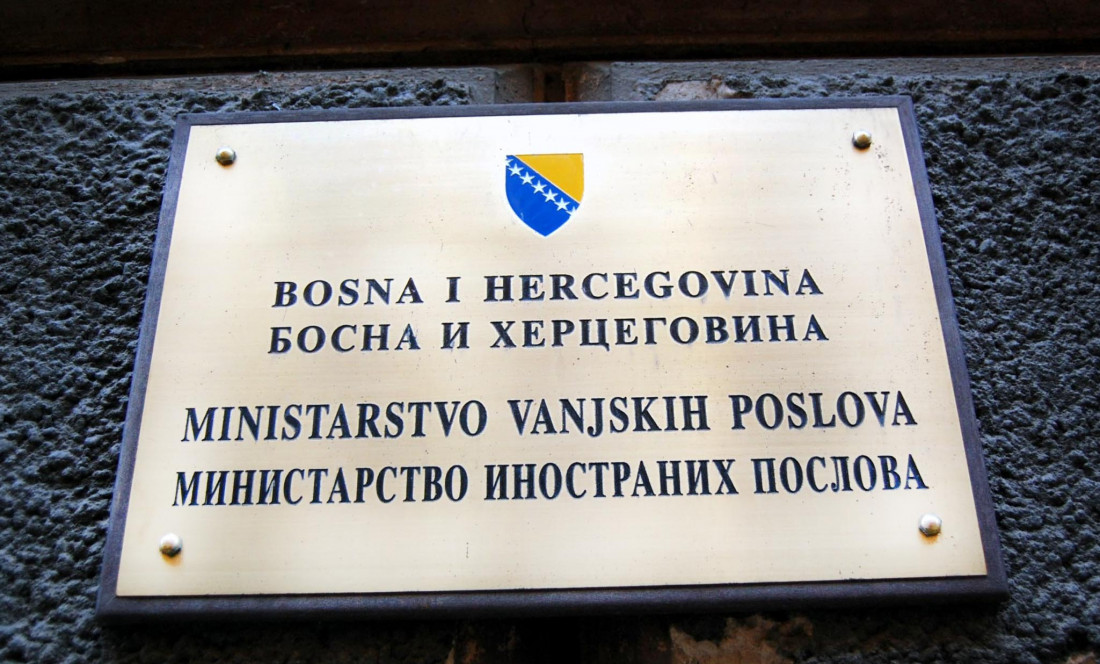 BOSNA I HERCEGOVINA
БОСНА И ХЕРЦЕГОВИНА
MINISTARSTVO VANJSKIH POSLOVA
МИНИСТАРСТВО ИНОСТРАНИХ ПОСЛОВА